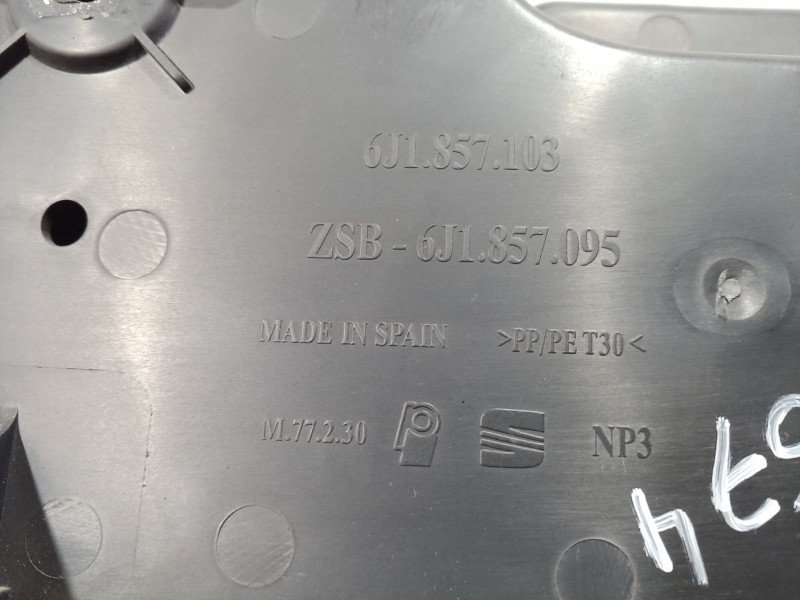 6J1.857.103
ZSB - 6J1.857.095
MADE IN SPAIN >PP/PE T30<
M.77.2.30 NP3